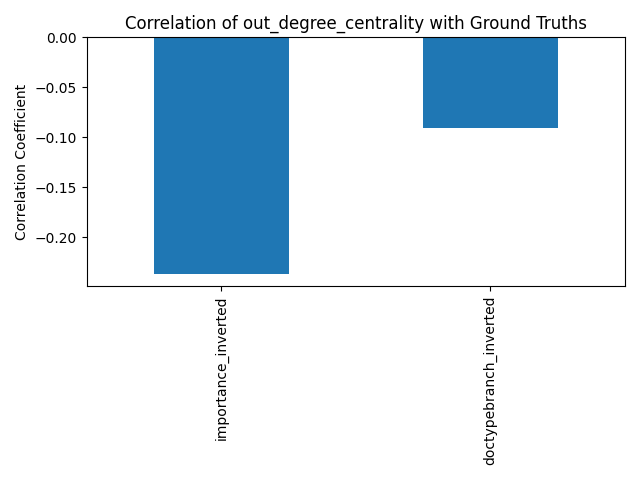 Correlation of out_degree_centrality with Ground Truths
Correlation Coefficient
0.00
−0.05
−0.10
−0.15
−0.20
importance_inverted
doctypebranch_inverted